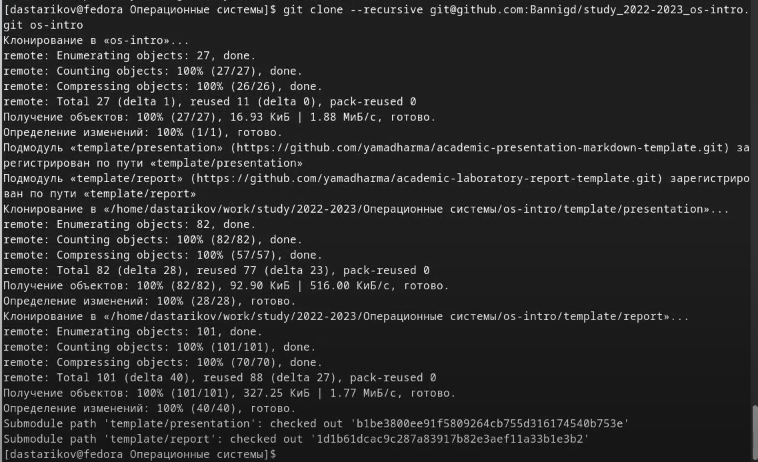 [dastarikov@fedora Операционные системы]$ git clone --recursive git@github.com:Bannigd/study_2022-2023_os-intro.
git os-intro
Клонирование в «os-intro»...
remote: Enumerating objects: 27, done.
remote: Counting objects: 100% (27/27), done.
remote: Compressing objects: 100% (26/26), done.
remote: Total 27 (delta 1), reused 11 (delta 0), pack-reused 0
Получение объектов: 100% (27/27), 16.93 КиБ | 1.88 МиБ/с, готово.
Определение изменений: 100% (1/1), готово.
Подмодуль «template/presentation» (https://github.com/yamadharma/academic-presentation-markdown-template.git) за
регистрирован по пути «template/presentation»
Подмодуль «template/report» (https://github.com/yamadharma/academic-laboratory-report-template.git) зарегистриро
ван по пути «template/report»
Клонирование в «/home/dastarikov/work/study/2022-2023/Операционные системы/os-intro/template/presentation»...
remote: Enumerating objects: 82, done.
remote: Counting objects: 100% (82/82), done.
remote: Compressing objects: 100% (57/57), done.
remote: Total 82 (delta 28), reused 77 (delta 23), pack-reused 0
Получение объектов: 100% (82/82), 92.90 КиБ | 516.00 КиБ/с, готово.
Определение изменений: 100% (28/28), готово.
Клонирование в «/home/dastarikov/work/study/2022-2023/Операционные системы/os-intro/template/report»...
remote: Enumerating objects: 101, done.
remote: Counting objects: 100% (101/101), done.
remote: Compressing objects: 100% (70/70), done.
remote: Total 101 (delta 40), reused 88 (delta 27), pack-reused 0
Получение объектов: 100% (101/101), 327.25 КиБ | 1.77 МиБ/с, готово.
Определение изменений: 100% (40/40), готово.
Submodule path 'template/presentation': checked out 'b1be3800ee91f5809264cb755d316174540b753e'
Submodule path 'template/report': checked out '1d1b61dcac9c287a83917b82e3aef11a33b1e3b2'
[dastarikov@fedora Операционные системы]$